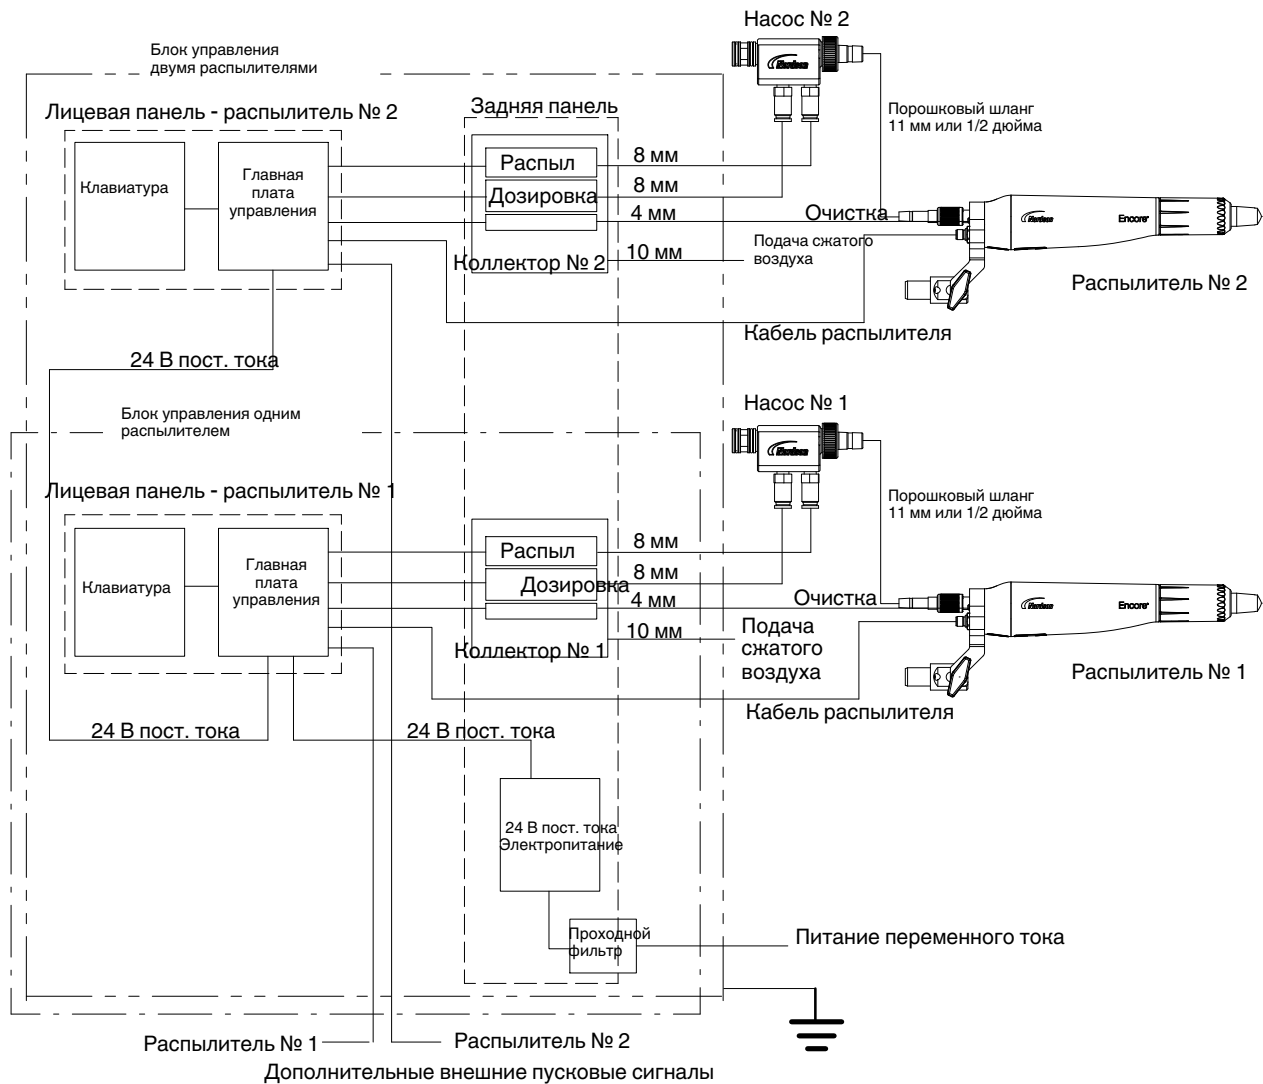 Насос № 2
Блок управления
двумя распылителями
Nordson
Лицевая панель - распылитель № 2
Задняя панель
Порошковый шланг
11 мм или 1/2 дюйма
Клавиатура
Главная
плата
управления
Распыл
8 мм
Дозировка
8 мм
4 мм
Очистка
Nordson
Encore
Коллектор № 2
10 мм
Подача сжатого
воздуха
Распылитель № 2
Кабель распылителя
24 В пост. тока
Насос № 1
Блок управления одним
распылителем
Nordson
Лицевая панель - распылитель № 1
Порошковый шланг
11 мм или 1/2 дюйма
Клавиатура
Главная
плата
управления
Распыл
8 мм
Дозировка
8 мм
4 мм
Очистка
Nordson
Encore
Коллектор № 1
10 мм
Подача
сжатого
воздуха
Распылитель № 1
Кабель распылителя
24 В пост. тока
24 В пост. тока
24 В пост. тока
Электропитание
Проходной
фильтр
Питание переменного тока
Распылитель № 1
Распылитель № 2
Дополнительные внешние пусковые сигналы